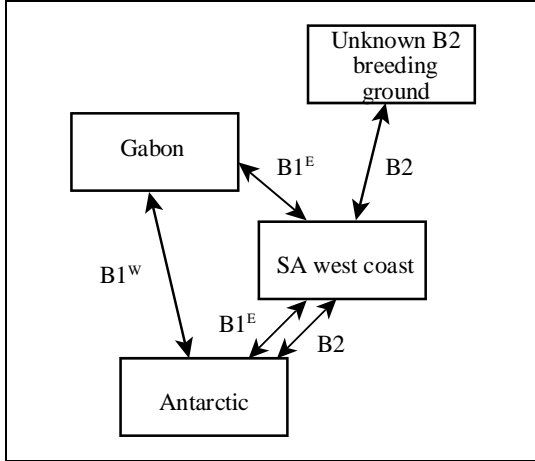 Unknown B2
breeding
ground
Gabon
B1ᴱ
B2
SA west coast
B1ᵂ
B1ᴱ
B2
Antarctic